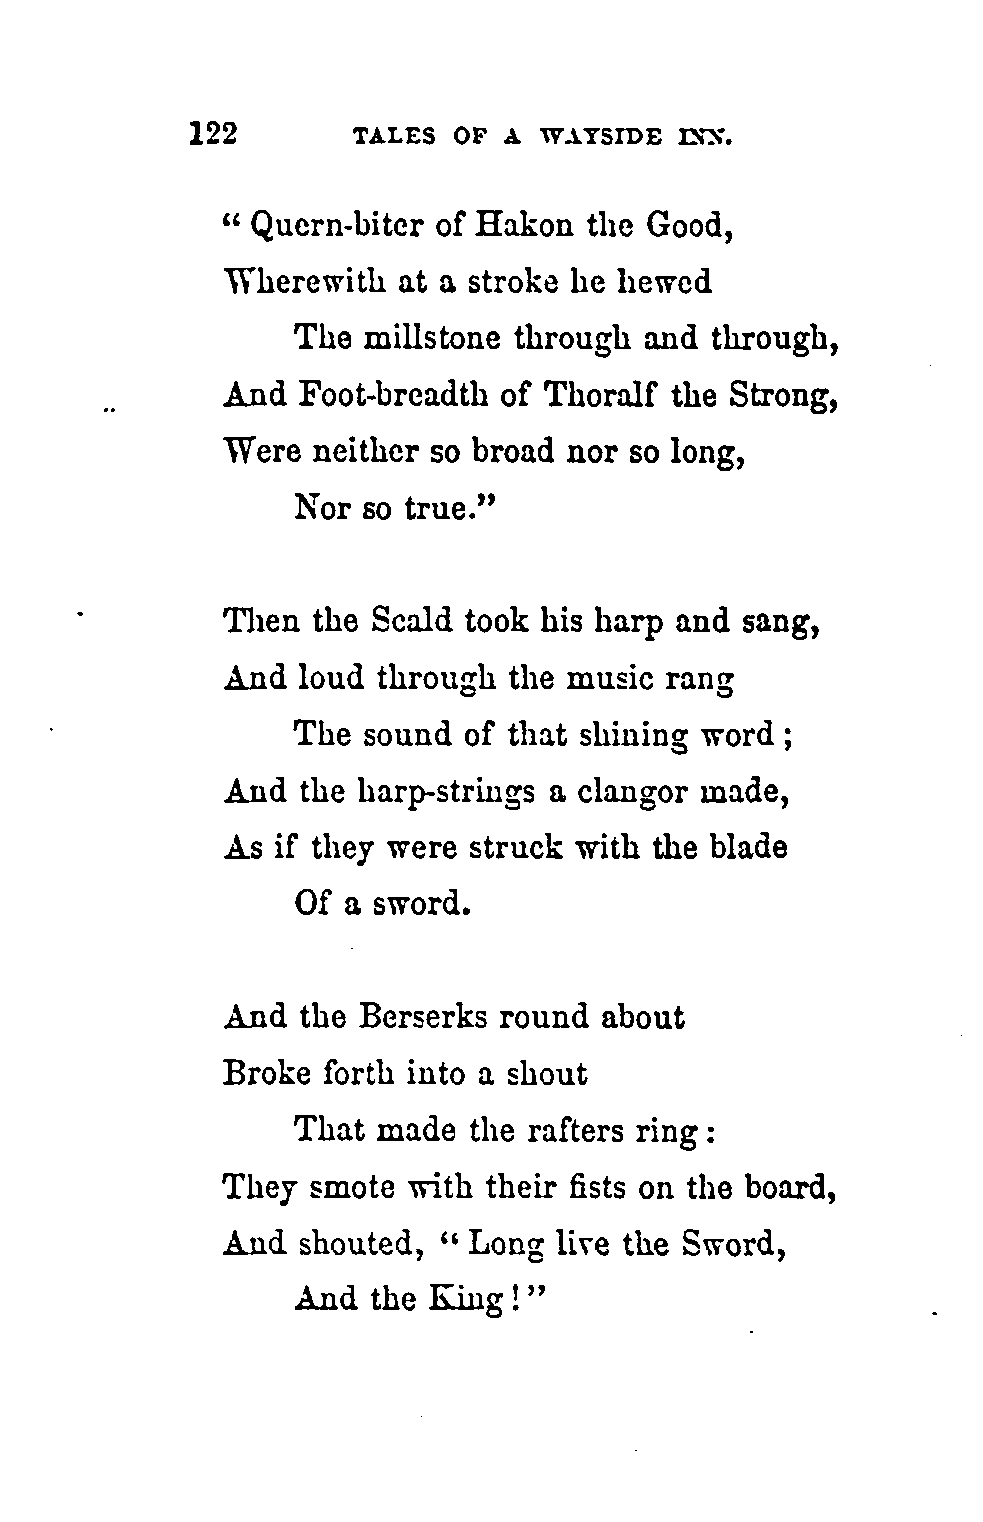 122 TALES OF A WAYSIDE INN.
“ Quern-biter of Hakon the Good,
Wherewith at a stroke he hewed
The millstone through and through,
And Foot-breadth of Thoralf the Strong,
Were neither so broad nor so long,
Nor so true.”
Then the Scald took his harp and sang,
And loud through the music rang
The sound of that shining word ;
And the harp-strings a clangor made,
As if they were struck with the blade
Of a sword.
And the Berserks round about
Broke forth into a shout
That made the rafters ring :
They smote with their fists on the board,
And shouted, “ Long live the Sword,
And the King ! ”